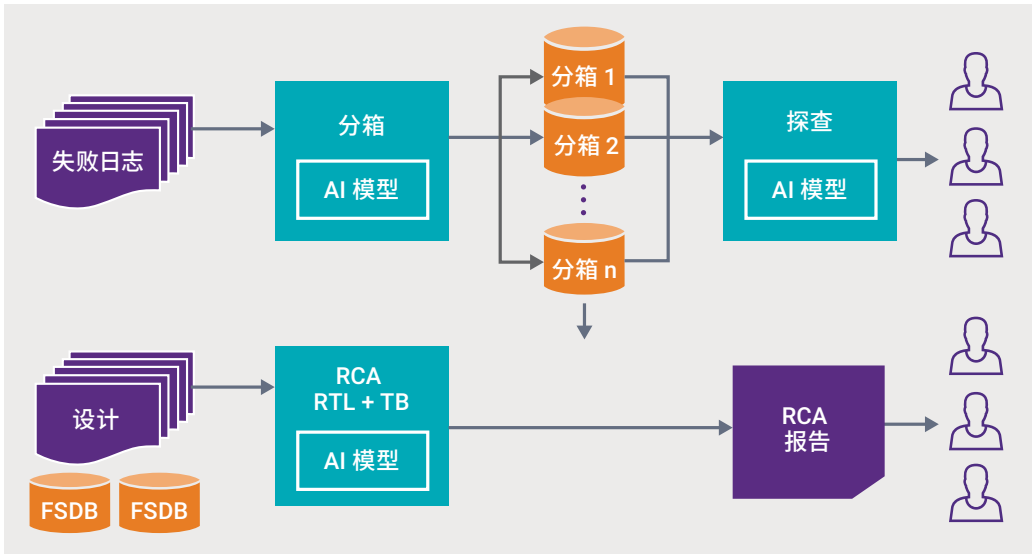 失败日志
分箱
AI 模型
分箱 1
分箱 2
分箱 n
探查
AI 模型
设计
FSDB
FSDB
RCA
RTL + TB
AI 模型
RCA
报告